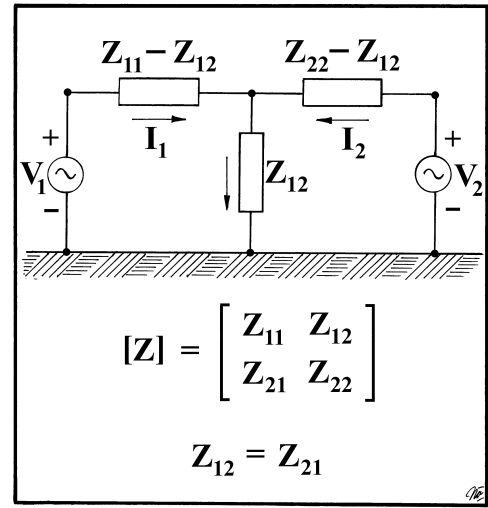 Z₁₁ – Z₁₂ Z₂₂ – Z₁₂
I₁ I₂
+ +
V₁ Z₁₂ V₂
– –
[Z] = [ Z₁₁ Z₁₂
Z₂₁ Z₂₂ ]
Z₁₂ = Z₂₁